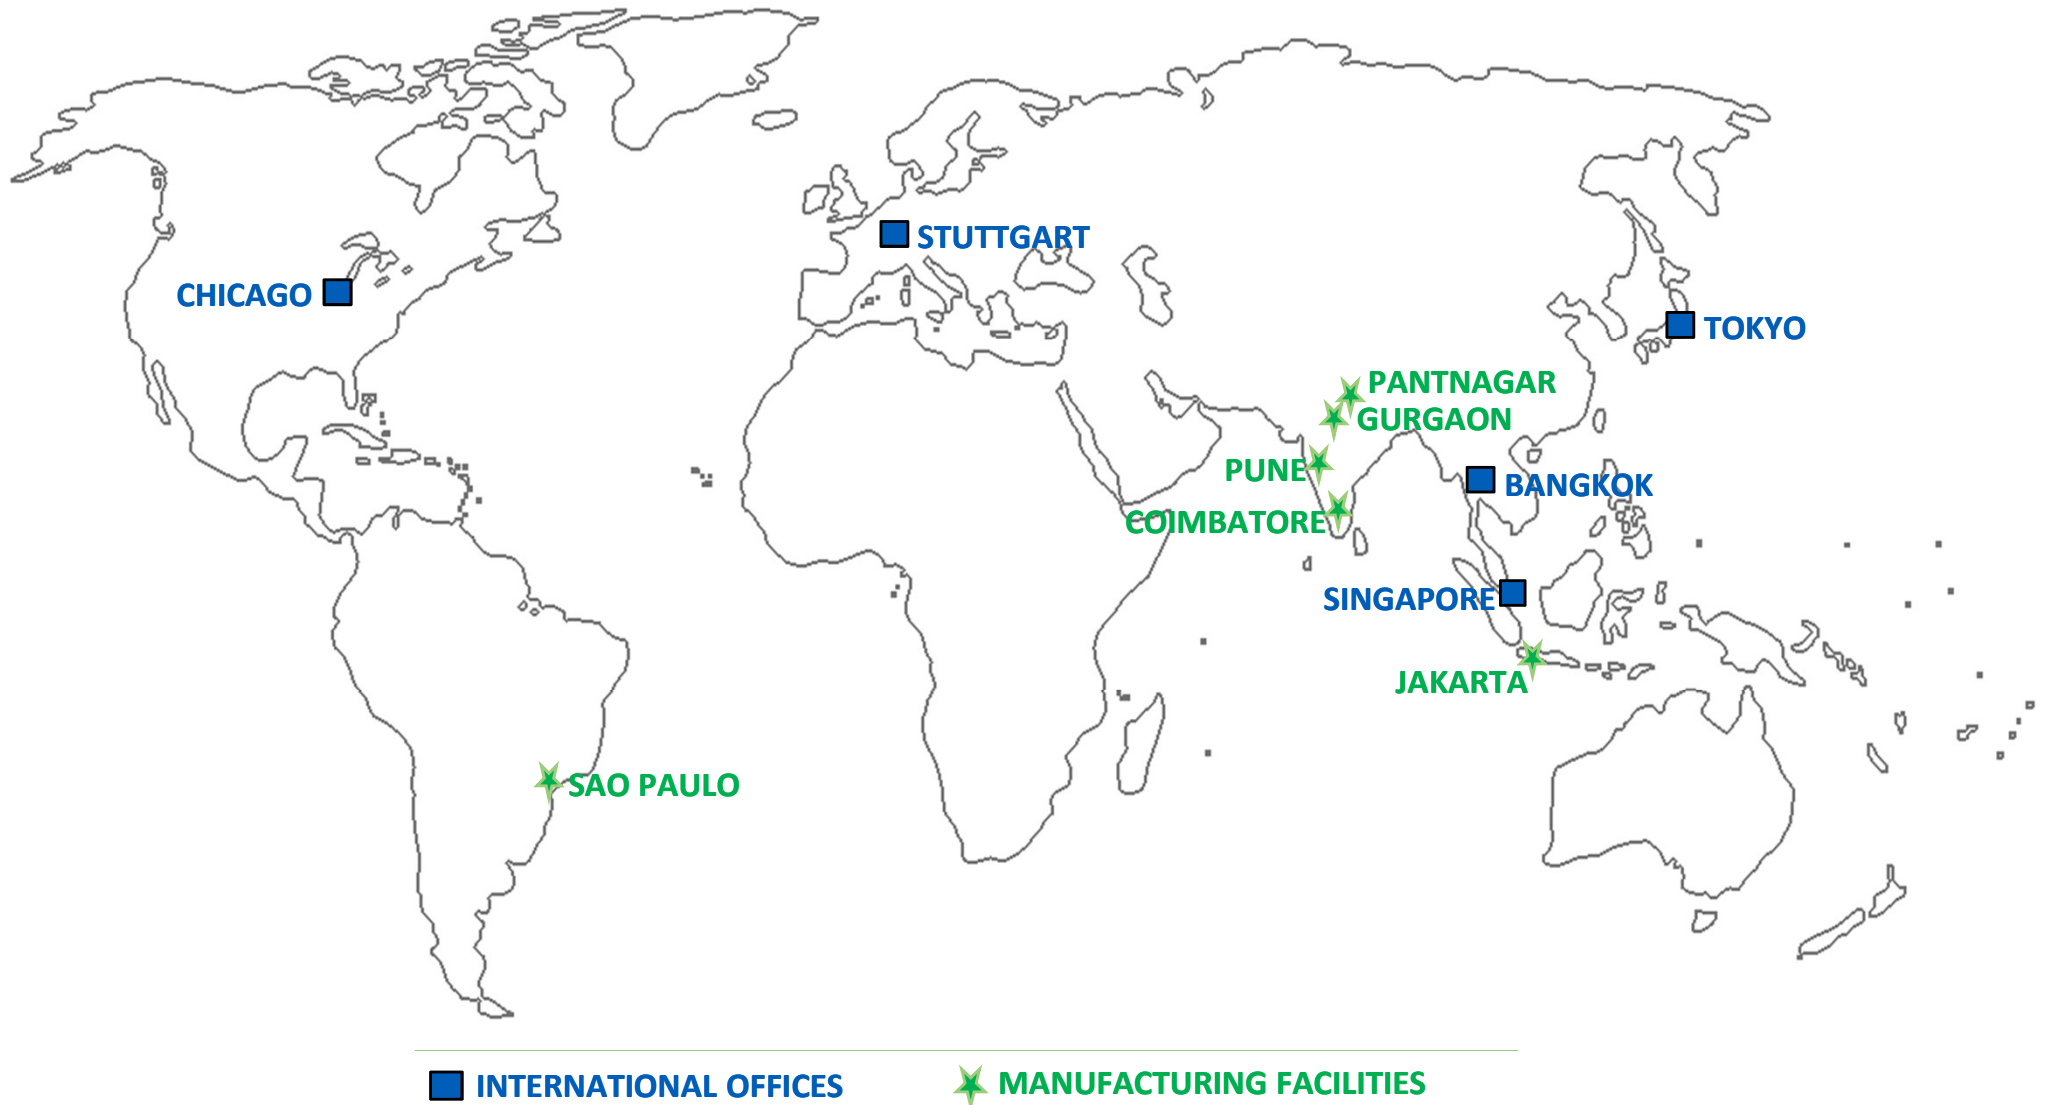 STUTTGART
CHICAGO
TOKYO
PANTNAGAR
GURGAON
PUNE
BANGKOK
COIMBATORE
SINGAPORE
JAKARTA
SAO PAULO
INTERNATIONAL OFFICES
MANUFACTURING FACILITIES